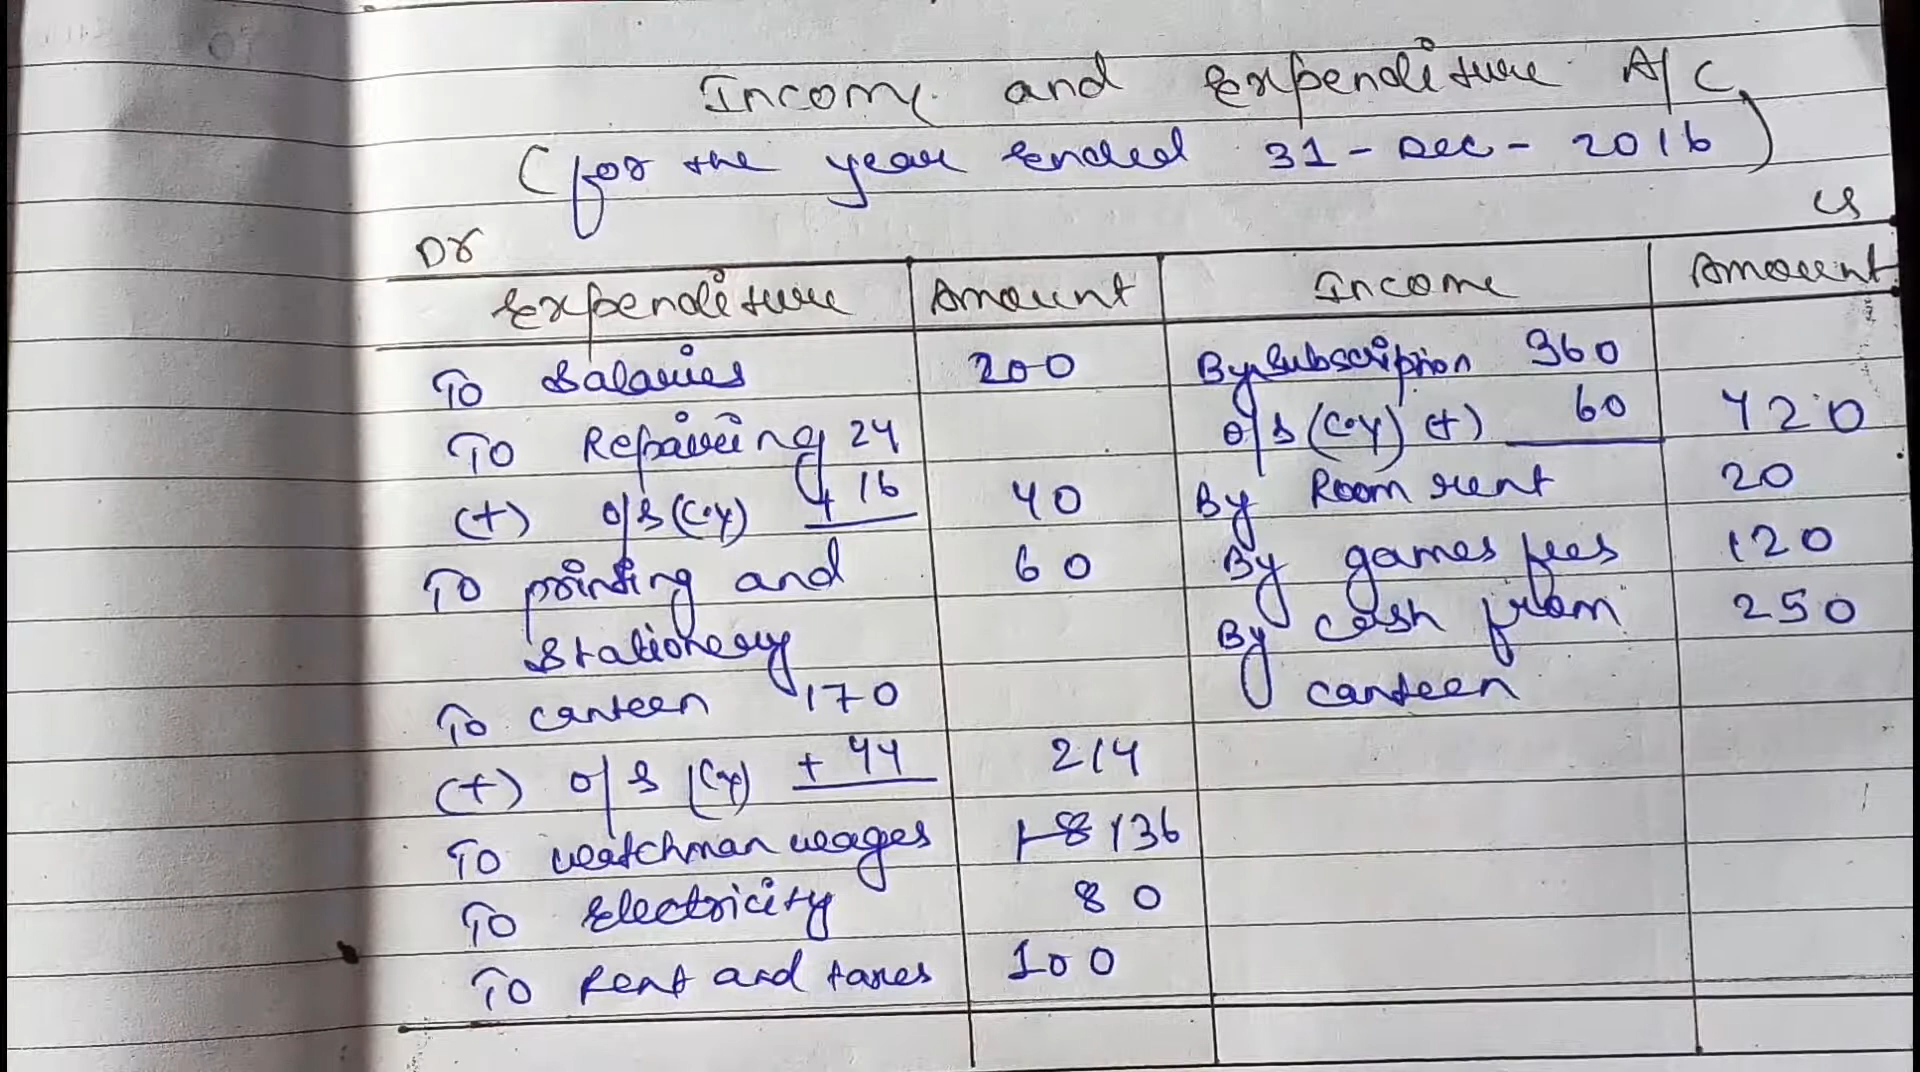 Income and Expenditure A/C
(for the year ended 31-Dec-2016)
Dr Cr
Expenditure Amount Income Amount
To Salaries 200 By Subscription 360
To Repairing 24 o/s (C.Y) (+) 60 420
(+) o/s (C.Y) + 16 40 By Room rent 20
To printing and 60 By games fees 120
Stationery By cash from 250
To canteen 170 canteen
(+) o/s (CY) + 44 214
To watchman wages 136
To Electricity 80
To Rent and taxes 100